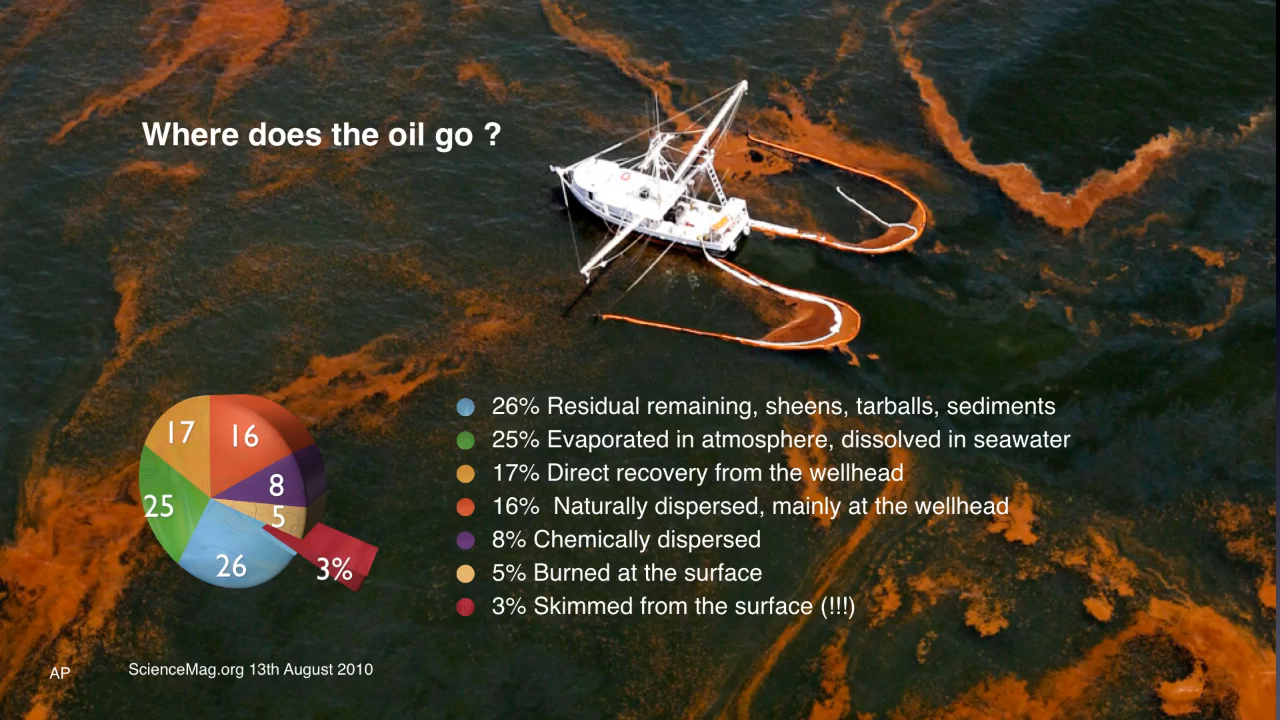 Where does the oil go ?
17
16
8
25
5
26
3%
26% Residual remaining, sheens, tarballs, sediments
25% Evaporated in atmosphere, dissolved in seawater
17% Direct recovery from the wellhead
16%  Naturally dispersed, mainly at the wellhead
8% Chemically dispersed
5% Burned at the surface
3% Skimmed from the surface (!!!)
AP
ScienceMag.org 13th August 2010